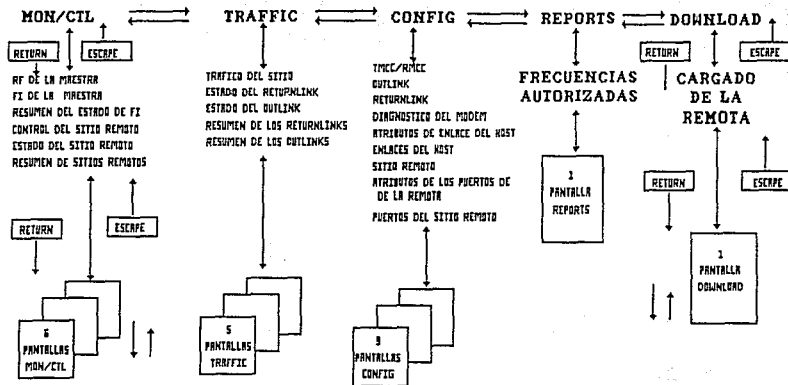 MON/CTL
TRAFFIC
CONFIG
REPORTS
DOWNLOAD
RETURN
ESCAPE
RF DE LA MAESTRA
FI DE LA MAESTRA
RESUMEN DEL ESTADO DE FI
CONTROL DEL SITIO REMOTO
ESTADO DEL SITIO REMOTO
RESUMEN DE SITIOS REMOTOS
RETURN
ESCAPE
6
PANTALLAS
MON/CTL
TRAFICO DEL SITIO
ESTADO DEL RETURNLINK
ESTADO DEL OUTLINK
RESUMEN DE LOS RETURNLINKS
RESUMEN DE LOS OUTLINKS
5
PANTALLAS
TRAFFIC
TMCC/RMCC
OUTLINK
RETURNLINK
DIAGNOSTICO DEL MODEM
ATRIBUTOS DE ENLACE DEL HOST
ENLACES DEL HOST
SITIO REMOTO
ATRIBUTOS DE LOS PUERTOS DE
DE LA REMOTA
PUERTOS DEL SITIO REMOTO
9
PANTALLAS
CONFIG
FRECUENCIAS
AUTORIZADAS
1
PANTALLA
REPORTS
RETURN
ESCAPE
CARGADO
DE LA
REMOTA
RETURN
ESCAPE
1
PANTALLA
DOWNLOAD